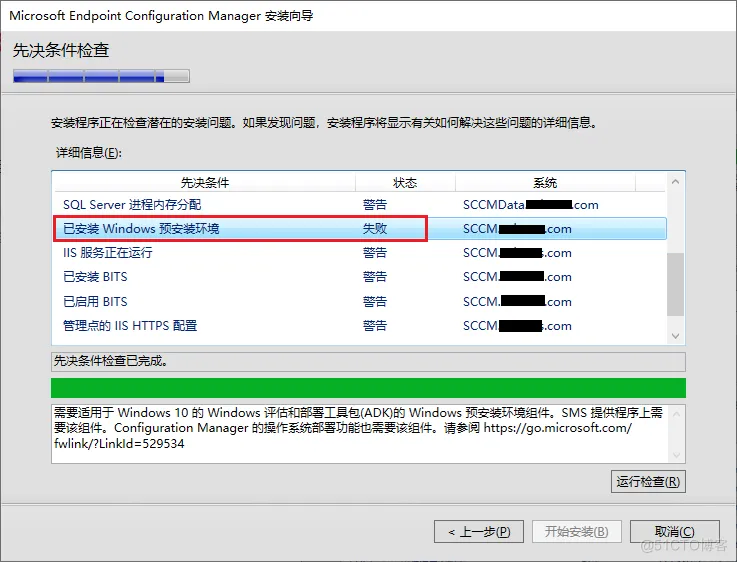 Microsoft Endpoint Configuration Manager 安装向导
先决条件检查
安装程序正在检查潜在的安装问题。如果发现问题，安装程序将显示有关如何解决这些问题的详细信息。
详细信息(E):
先决条件 状态 系统
SQL Server 进程内存分配 警告 SCCMData. .com
已安装 Windows 预安装环境 失败 SCCM. .com
IIS 服务正在运行 警告 SCCM. .com
已安装 BITS 警告 SCCM. .com
已启用 BITS 警告 SCCM. .com
管理点的 IIS HTTPS 配置 警告 SCCM. .com
先决条件检查已完成。
需要适用于 Windows 10 的 Windows 评估和部署工具包(ADK)的 Windows 预安装环境组件。SMS 提供程序上需
要该组件。Configuration Manager 的操作系统部署功能也需要该组件。请参阅 https://go.microsoft.com/
fwlink/?LinkId=529534
运行检查(R)
< 上一步(P) 开始安装(B) 取消(C)
@51CTO博客